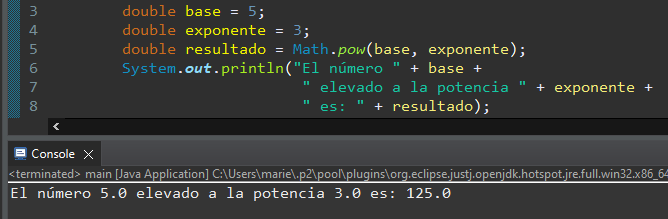 3 double base = 5;
4 double exponente = 3;
5 double resultado = Math.pow(base, exponente);
6 System.out.println("El número " + base +
7 " elevado a la potencia " + exponente +
8 " es: " + resultado);
Console
<terminated> main [Java Application] C:\Users\marie\.p2\pool\plugins\org.eclipse.justj.openjdk.hotspot.jre.full.win32.x86_64
El número 5.0 elevado a la potencia 3.0 es: 125.0